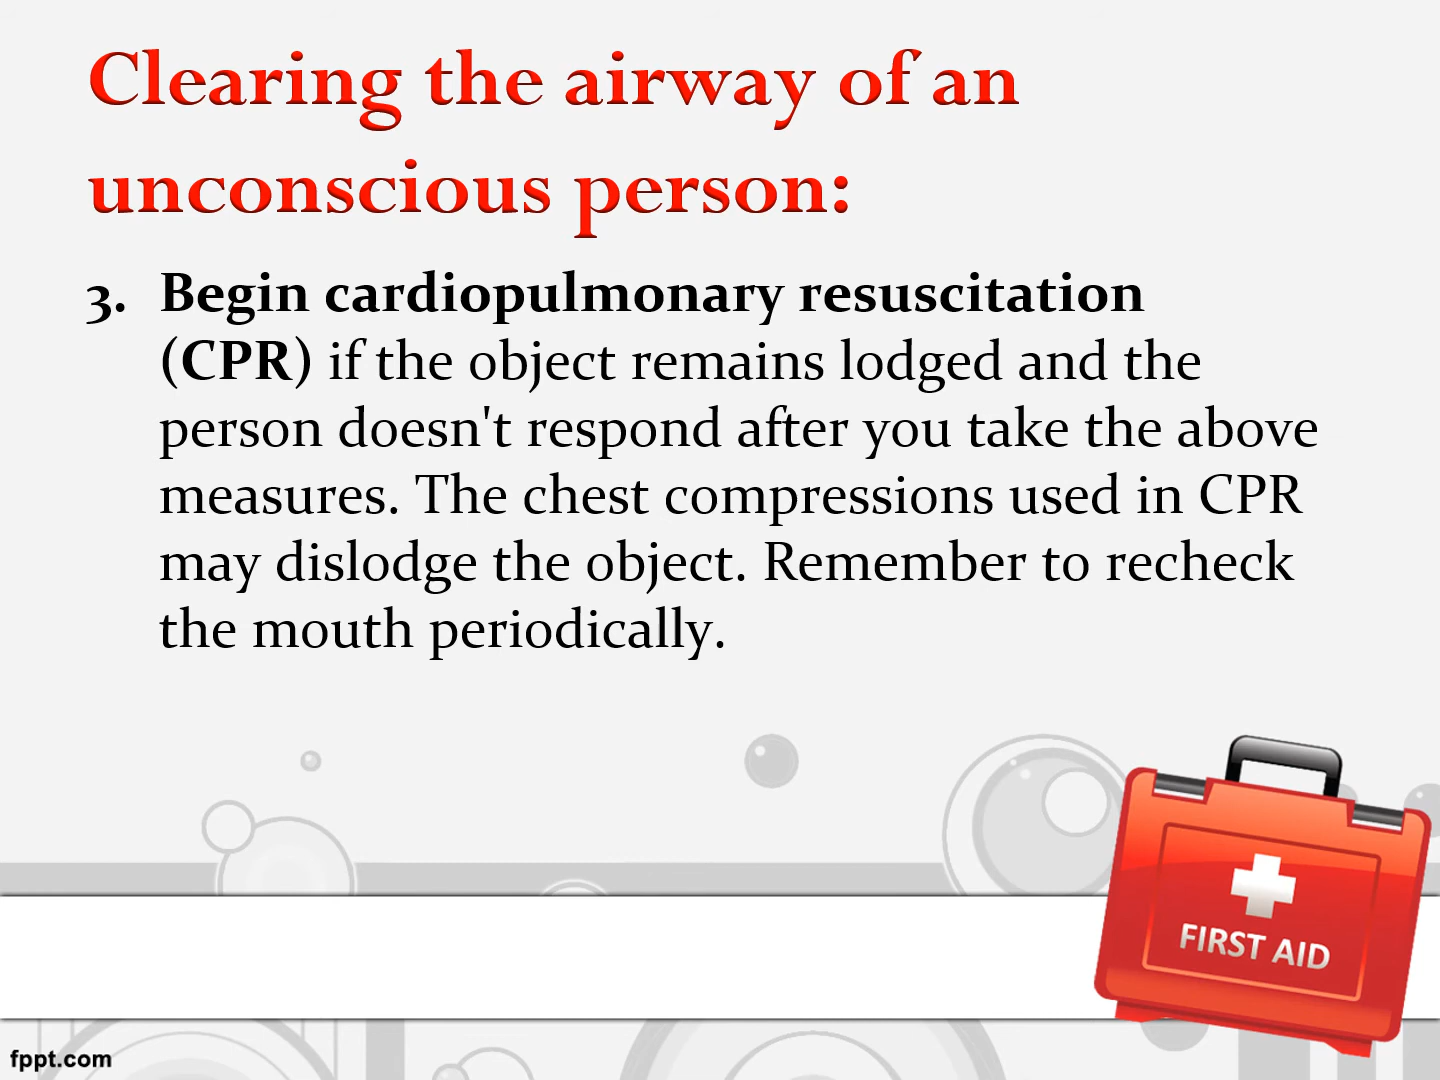 Clearing the airway of an
unconscious person:
3. Begin cardiopulmonary resuscitation
(CPR) if the object remains lodged and the
person doesn't respond after you take the above
measures. The chest compressions used in CPR
may dislodge the object. Remember to recheck
the mouth periodically.
FIRST AID
fppt.com